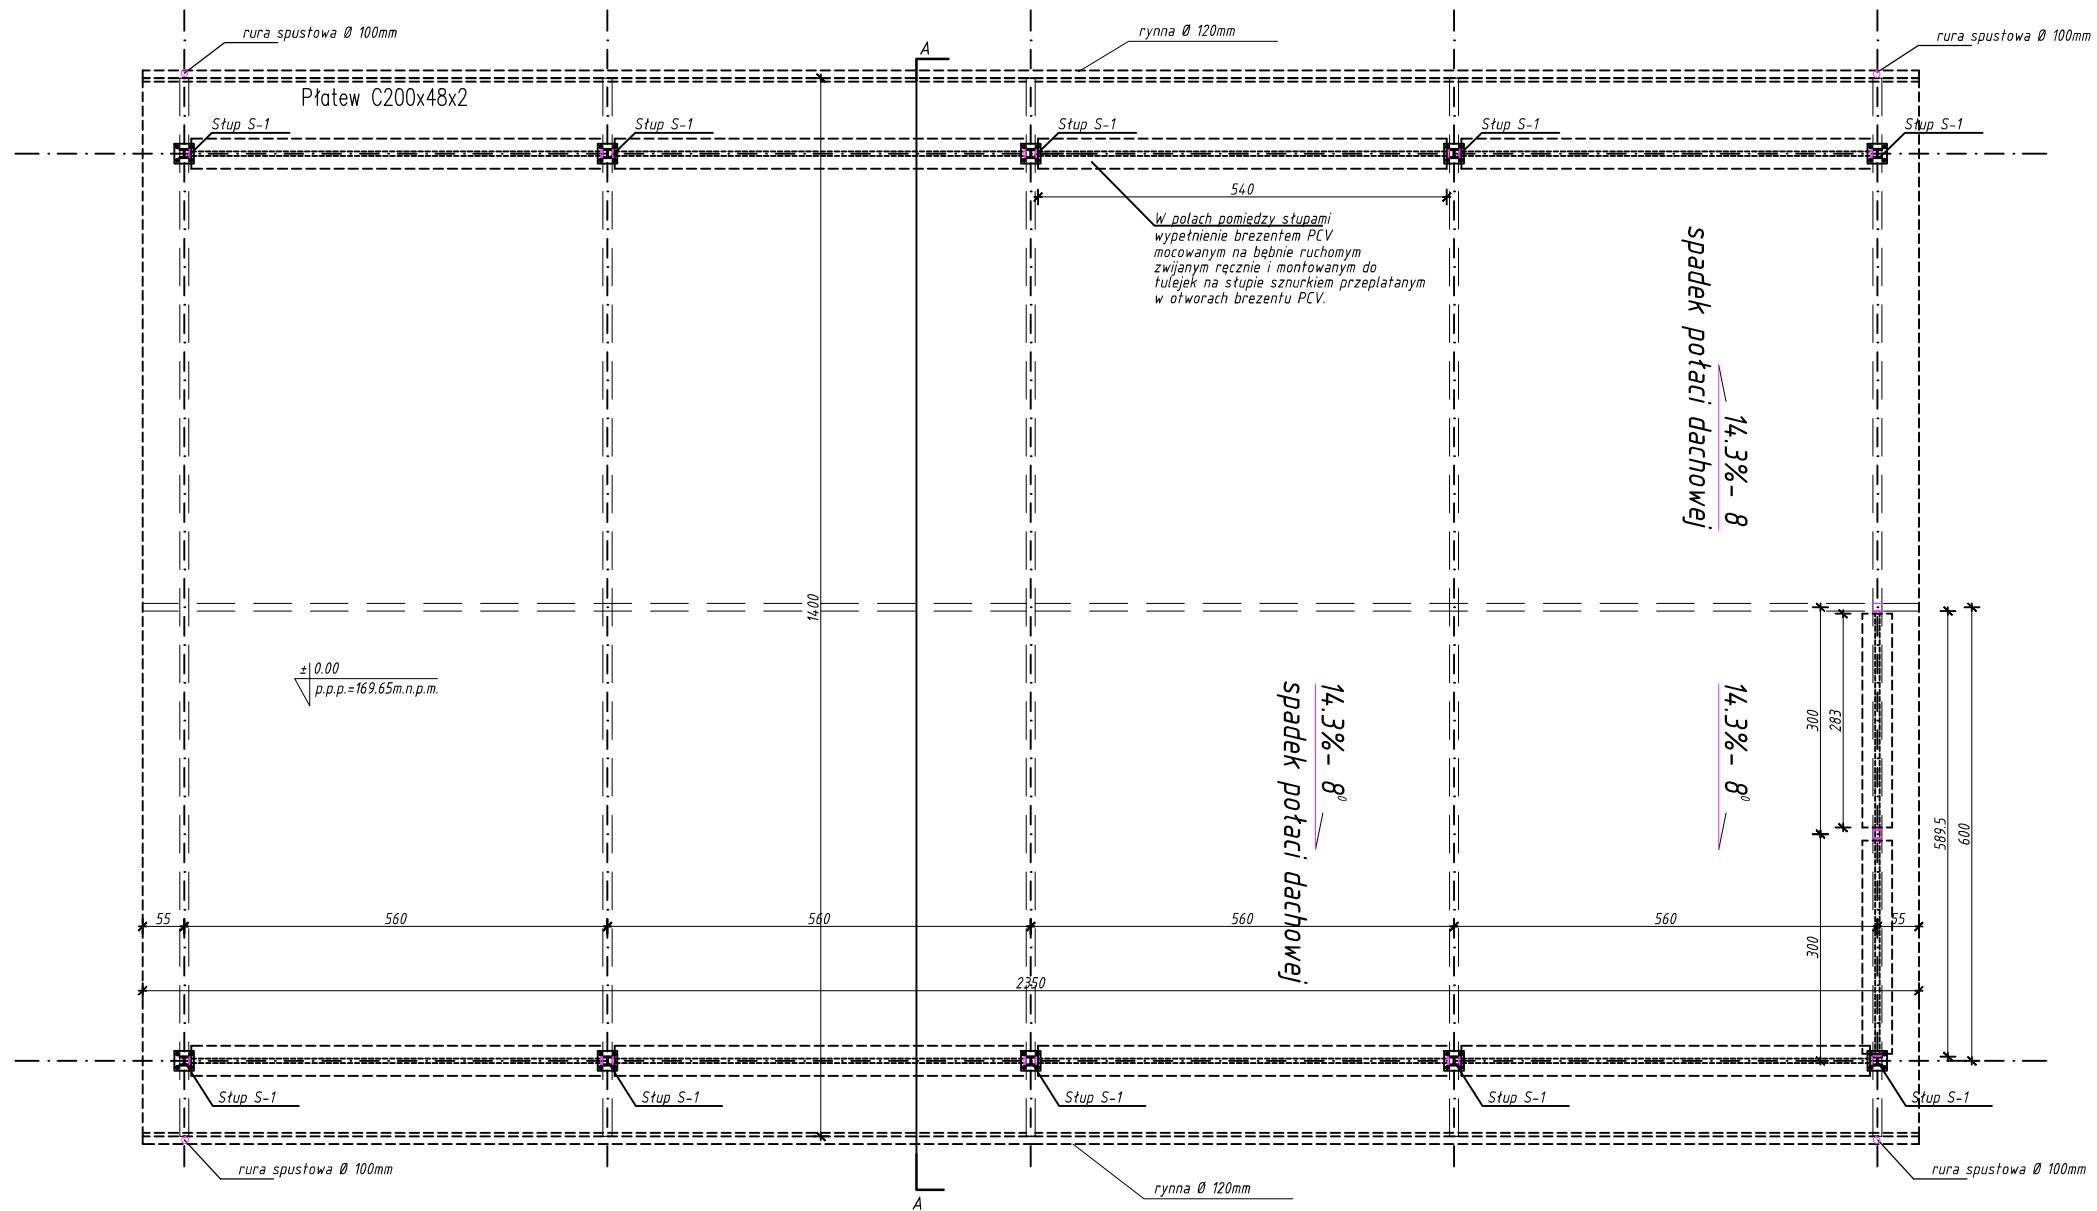 rura spustowa Ø 100mm
rynna Ø 120mm
rura spustowa Ø 100mm
A
Płatew C200x48x2
Słup S-1
Słup S-1
Słup S-1
Słup S-1
Słup S-1
540
W polach pomiędzy słupami
wypełnienie brezentem PCV
mocowanym na bębnie ruchomym
zwijanym ręcznie i montowanym do
tulejek na słupie sznurkiem przeplatanym
w otworach brezentu PCV.
spadek połaci dachowej
14.3%- 8
1400
± 0.00
p.p.p.=169.65m.n.p.m.
14.3%- 8⁰
spadek połaci dachowej
14.3%- 8⁰
300
283
589.5
600
300
55
560
560
560
560
55
2350
Słup S-1
Słup S-1
Słup S-1
Słup S-1
Słup S-1
rura spustowa Ø 100mm
rynna Ø 120mm
rura spustowa Ø 100mm
A